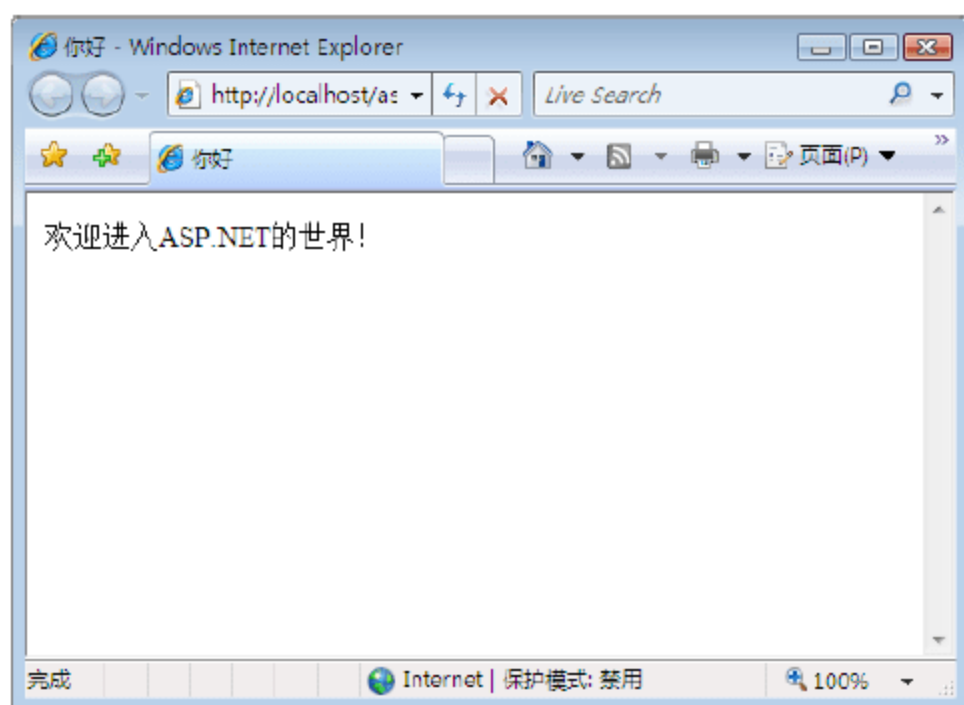 你好 - Windows Internet Explorer
http://localhost/as
Live Search
你好
页面(P)
欢迎进入ASP.NET的世界！
完成
Internet | 保护模式: 禁用
100%